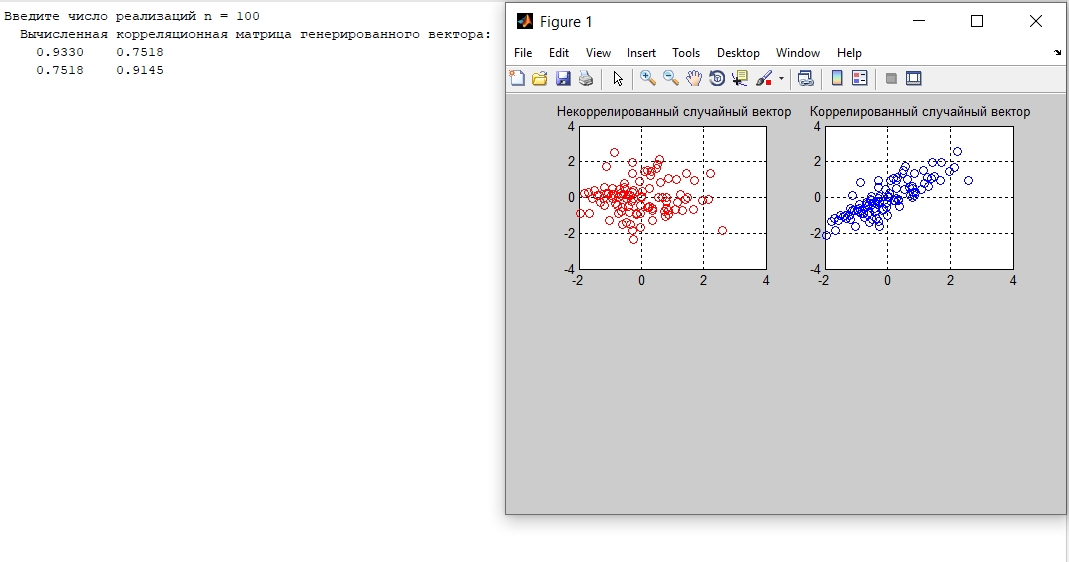 Введите число реализаций n = 100
Вычисленная корреляционная матрица генерированного вектора:
0.9330 0.7518
0.7518 0.9145
Figure 1
File Edit View Insert Tools Desktop Window Help
Некоррелированный случайный вектор
4
2
0
-2
-4
-2 0 2 4
Коррелированный случайный вектор
4
2
0
-2
-4
-2 0 2 4